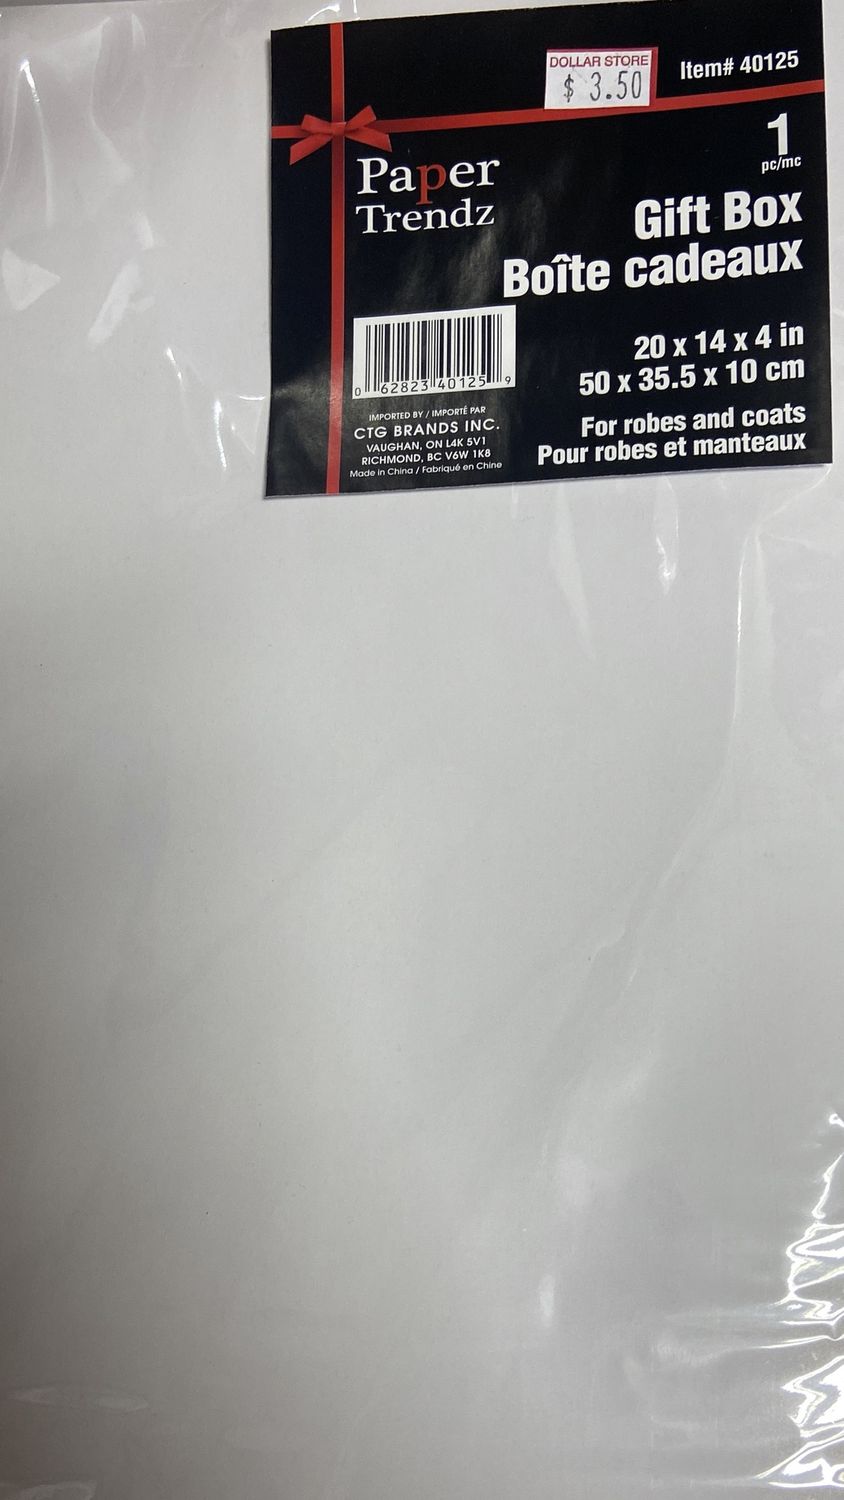 DOLLAR STORE
$ 3.50
Item# 40125
1
pc/mc
Paper
Trendz
Gift Box
Boîte cadeaux
20 x 14 x 4 in
50 x 35.5 x 10 cm
For robes and coats
Pour robes et manteaux
0 62823 40125 9
IMPORTED BY / IMPORTÉ PAR
CTG BRANDS INC.
VAUGHAN, ON L4K 5V1
RICHMOND, BC V6W 1K8
Made in China / Fabriqué en Chine